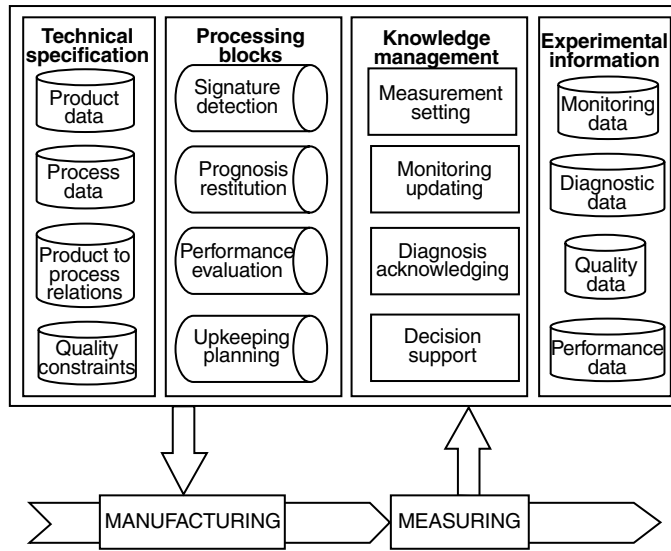 Technical
specification
Product
data
Process
data
Product to
process
relations
Quality
constraints
Processing
blocks
Signature
detection
Prognosis
restitution
Performance
evaluation
Upkeeping
planning
Knowledge
management
Measurement
setting
Monitoring
updating
Diagnosis
acknowledging
Decision
support
Experimental
information
Monitoring
data
Diagnostic
data
Quality
data
Performance
data
MANUFACTURING
MEASURING